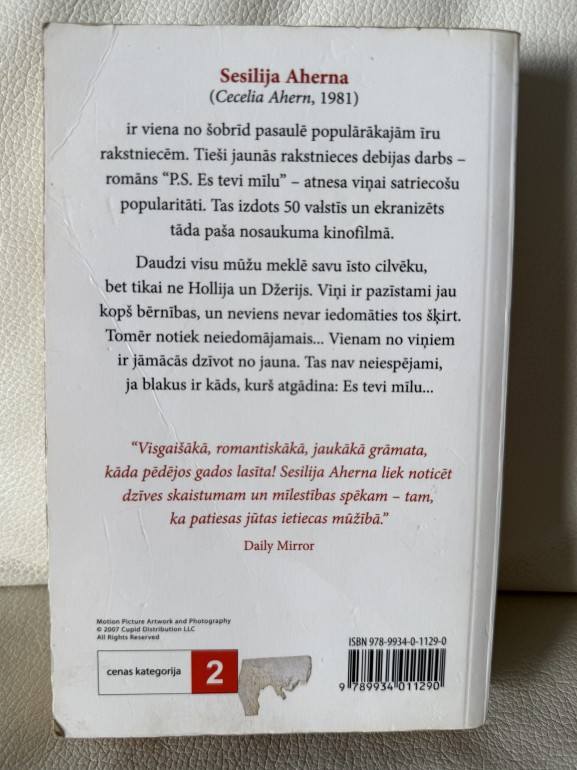 Sesilija Aherna
(Cecelia Ahern, 1981)
ir viena no šobrīd pasaulē populārākajām īru
rakstniecēm. Tieši jaunās rakstnieces debijas darbs –
romāns “P.S. Es tevi mīlu” – atnesa viņai satriecošu
popularitāti. Tas izdots 50 valstīs un ekranizēts
tāda paša nosaukuma kinofilmā.
Daudzi visu mūžu meklē savu īsto cilvēku,
bet tikai ne Hollija un Džerijs. Viņi ir pazīstami jau
kopš bērnības, un neviens nevar iedomāties tos šķirt.
Tomēr notiek neiedomājamais... Vienam no viņiem
ir jāmācās dzīvot no jauna. Tas nav neiespējami,
ja blakus ir kāds, kurš atgādina: Es tevi mīlu...
“Visgaišākā, romantiskākā, jaukākā grāmata,
kāda pēdējos gados lasīta! Sesilija Aherna liek noticēt
dzīves skaistumam un mīlestības spēkam – tam,
ka patiesas jūtas ietiecas mūžībā.”
Daily Mirror
Motion Picture Artwork and Photography
© 2007 Cupid Distribution LLC
All Rights Reserved
cenas kategorija 2
ISBN 978-9934-0-1129-0
9 789934 011290